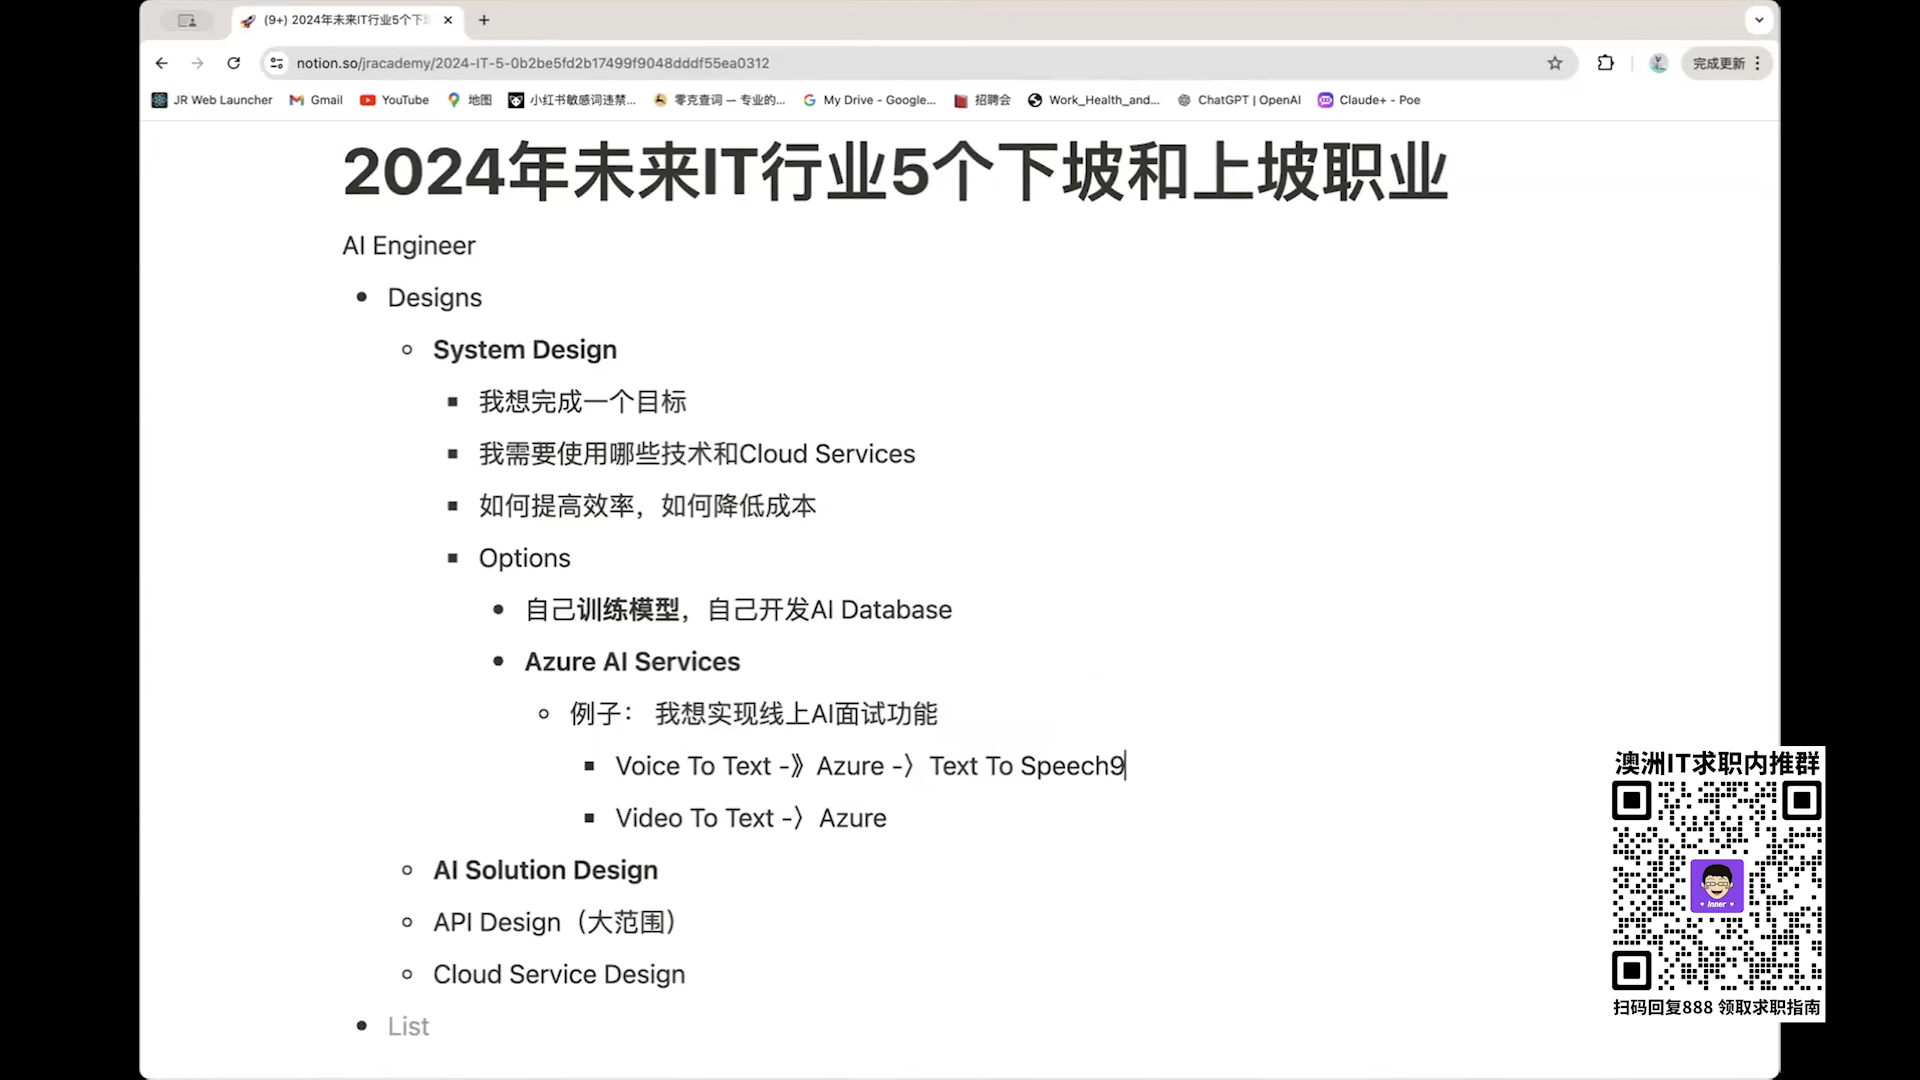 (9+) 2024年未来IT行业5个下
notion.so/jracademy/2024-IT-5-0b2be5fd2b17499f9048dddf55ea0312
完成更新
JR Web Launcher
Gmail
YouTube
地图
小红书敏感词违禁...
零克查词 — 专业的...
My Drive - Google...
招聘会
Work_Health_and...
ChatGPT | OpenAI
Claude+ - Poe
2024年未来IT行业5个下坡和上坡职业
AI Engineer
Designs
System Design
我想完成一个目标
我需要使用哪些技术和Cloud Services
如何提高效率，如何降低成本
Options
自己训练模型，自己开发AI Database
Azure AI Services
例子： 我想实现线上AI面试功能
Voice To Text -》Azure -〉Text To Speech9
Video To Text -〉Azure
AI Solution Design
API Design（大范围）
Cloud Service Design
List
澳洲IT求职内推群
Inner
扫码回复888 领取求职指南